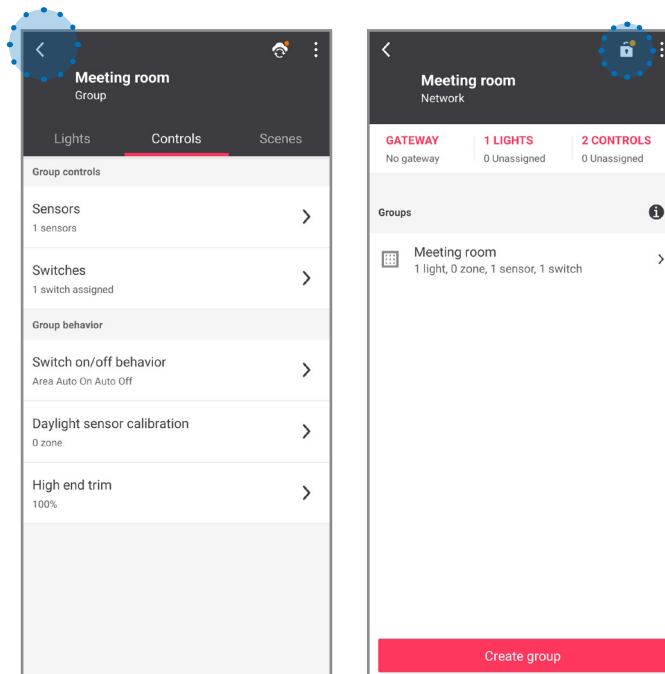 Meeting room
Group
Lights Controls Scenes
Group controls
Sensors
1 sensors
Switches
1 switch assigned
Group behavior
Switch on/off behavior
Area Auto On Auto Off
Daylight sensor calibration
0 zone
High end trim
100%
Meeting room
Network
GATEWAY 1 LIGHTS 2 CONTROLS
No gateway 0 Unassigned 0 Unassigned
Groups
Meeting room
1 light, 0 zone, 1 sensor, 1 switch
Create group